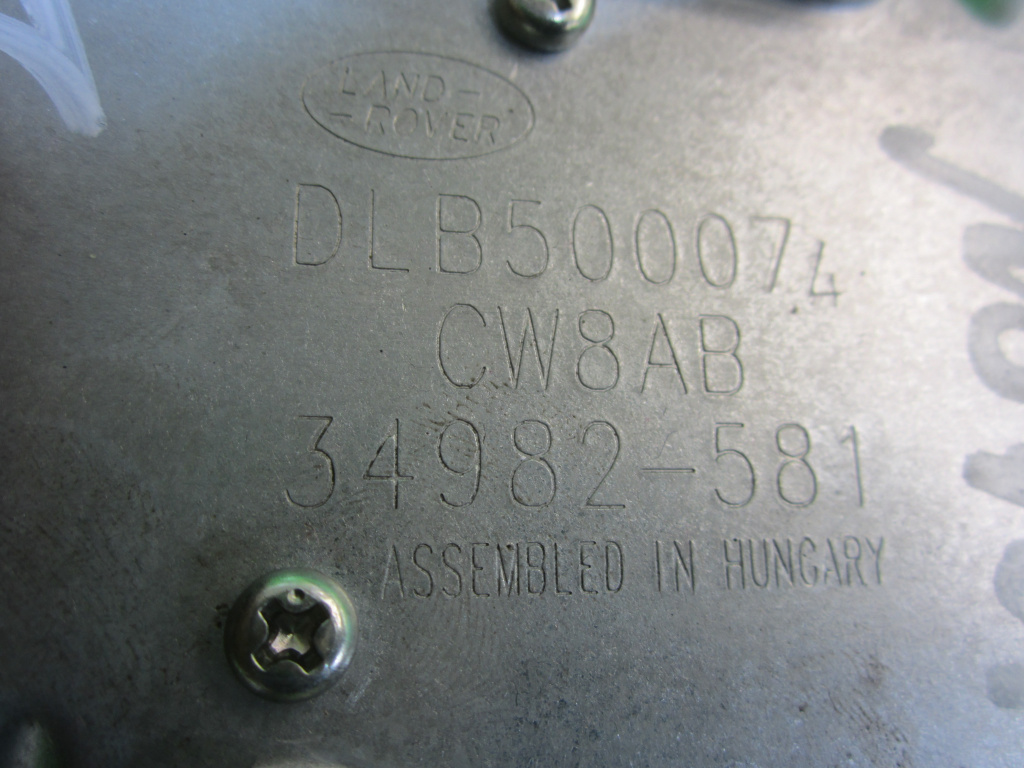 LAND-
-ROVER
DLB500074
CW8AB
34982-581
ASSEMBLED IN HUNGARY